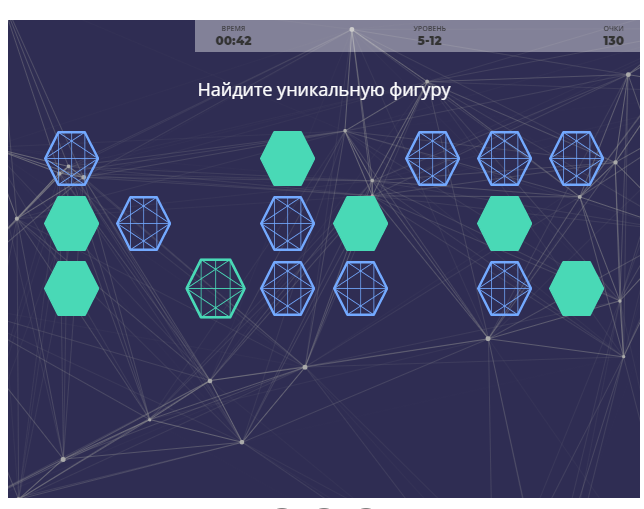 ВРЕМЯ
00:42
УРОВЕНЬ
5-12
ОЧКИ
130
Найдите уникальную фигуру